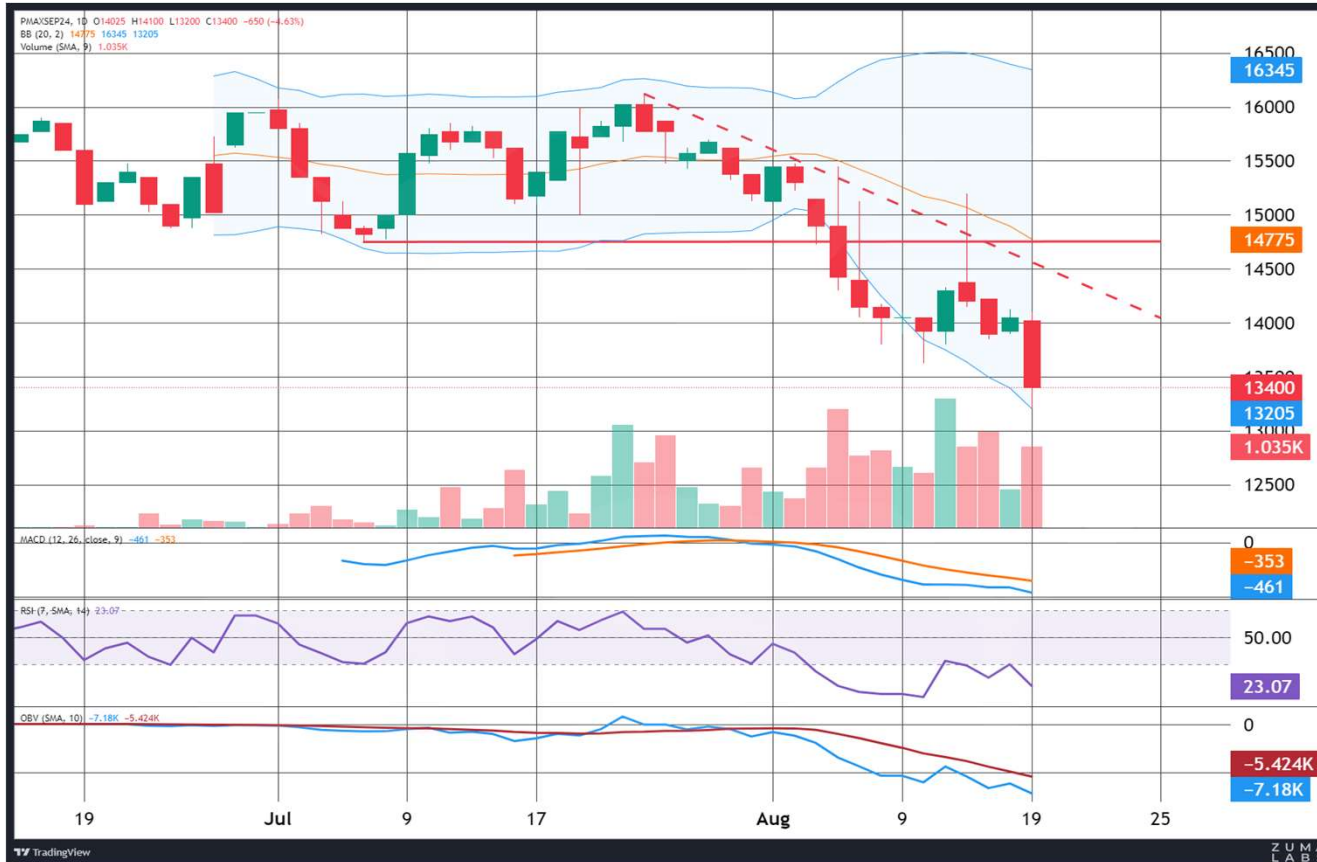 PMAXSEP24, 1D O14025 H14100 L13200 C13400 −650 (−4.63%)
BB (20, 2) 14775 16345 13205
Volume (SMA, 9) 1.035K
16500
16345
16000
15500
15000
14775
14500
14000
13500
13400
13205
13000
1.035K
12500
MACD (12, 26, close, 9) −461 −353
0
−353
−461
RSI (7, SMA, 14) 23.07
50.00
23.07
OBV (SMA, 10) −7.18K −5.424K
0
−5.424K
−7.18K
19 Jul 9 17 Aug 9 19 25
TradingView
ZUM
LAB